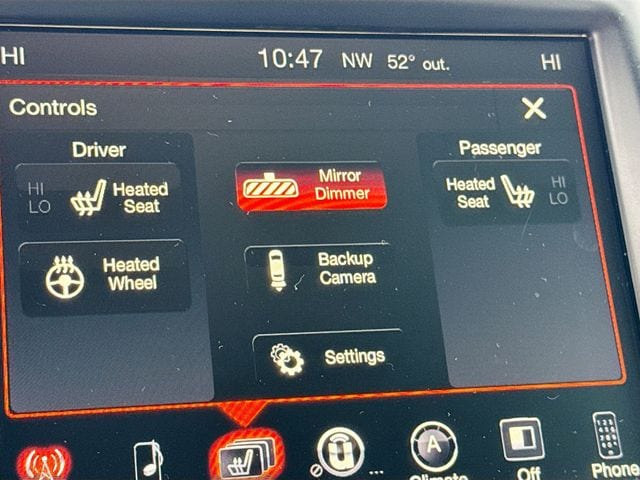 HI 10:47 NW 52° out. HI
Controls
Driver
Passenger
HI
LO
Heated
Seat
Mirror
Dimmer
Heated
Seat
HI
LO
Heated
Wheel
Backup
Camera
Settings
A
Climate
Off
Phone